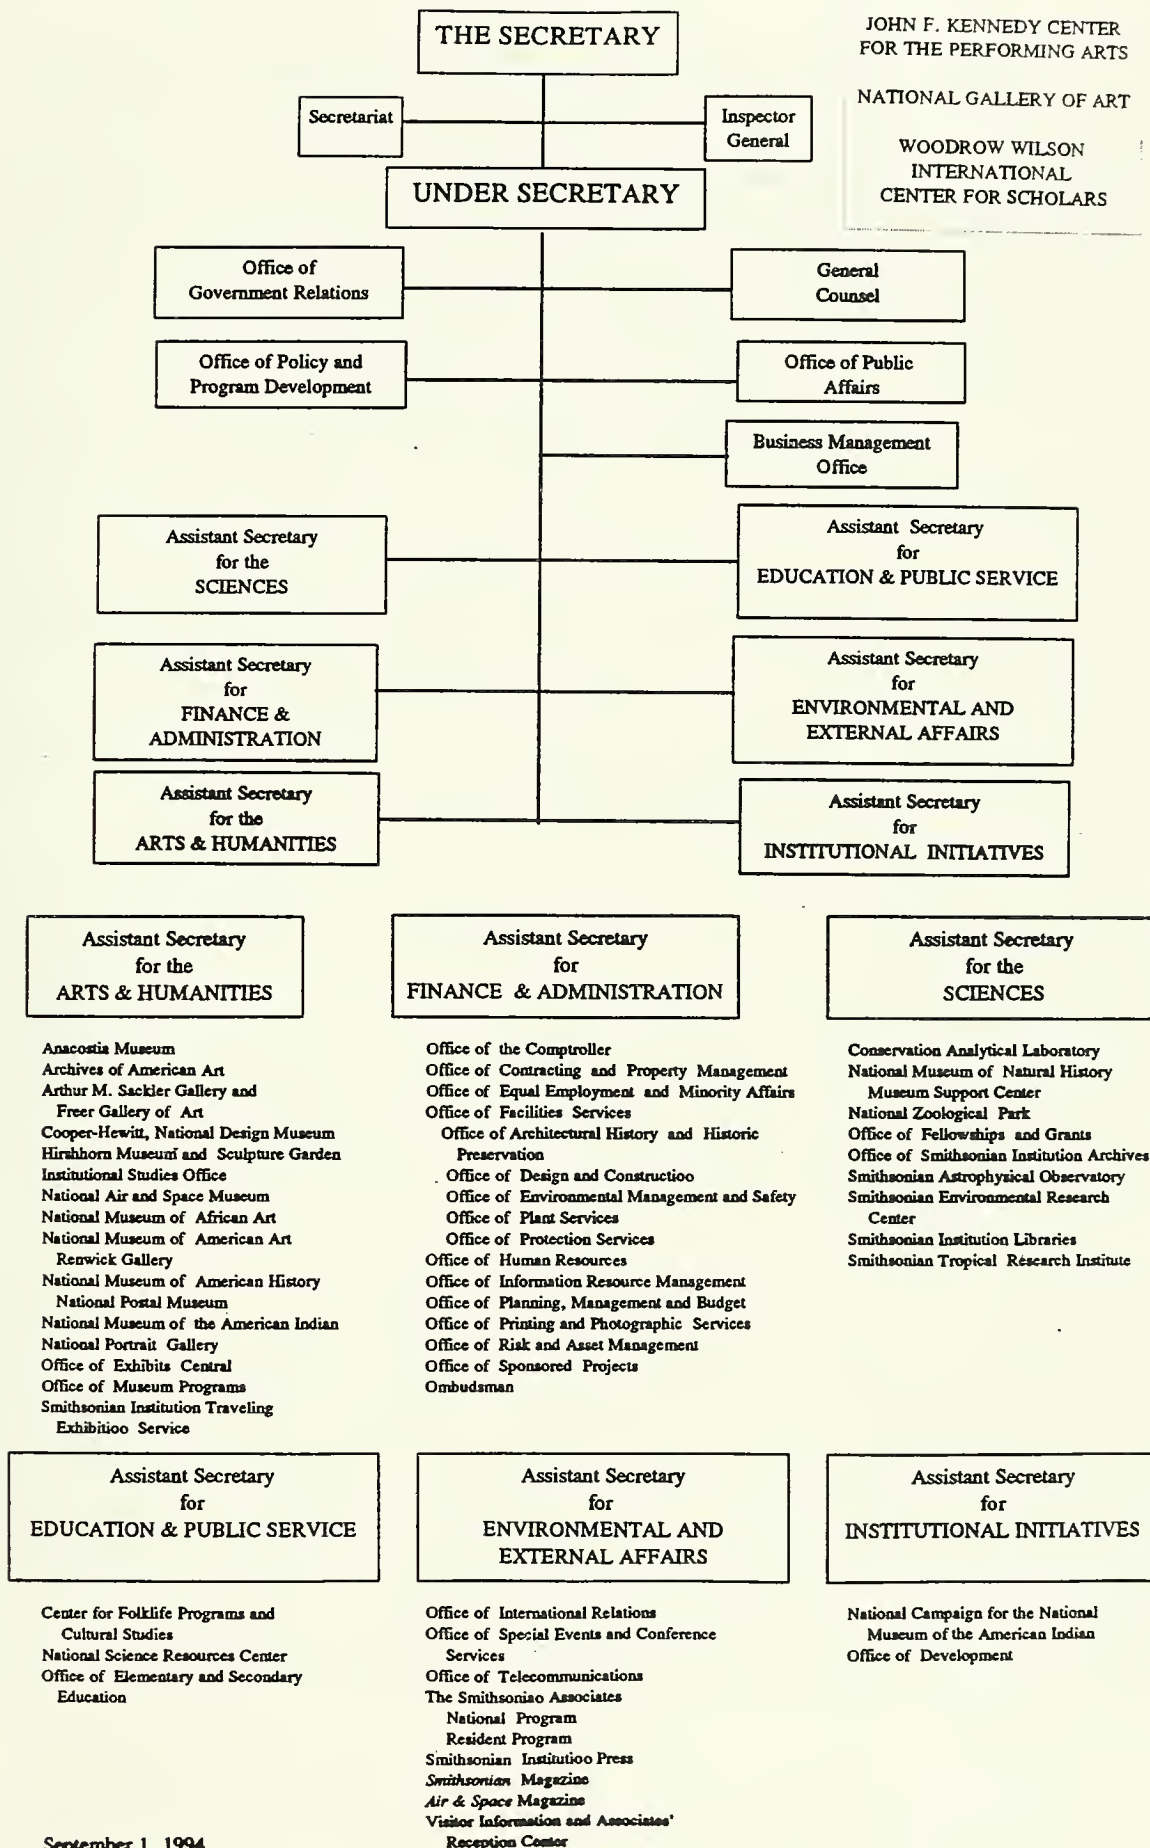 THE SECRETARY
JOHN F. KENNEDY CENTER
FOR THE PERFORMING ARTS
NATIONAL GALLERY OF ART
WOODROW WILSON
INTERNATIONAL
CENTER FOR SCHOLARS
Secretariat
Inspector
General
UNDER SECRETARY
Office of
Government Relations
General
Counsel
Office of Policy and
Program Development
Office of Public
Affairs
Business Management
Office
Assistant Secretary
for the
SCIENCES
Assistant Secretary
for
EDUCATION & PUBLIC SERVICE
Assistant Secretary
for
FINANCE &
ADMINISTRATION
Assistant Secretary
for
ENVIRONMENTAL AND
EXTERNAL AFFAIRS
Assistant Secretary
for the
ARTS & HUMANITIES
Assistant Secretary
for
INSTITUTIONAL INITIATIVES
Assistant Secretary
for the
ARTS & HUMANITIES
Anacostia Museum
Archives of American Art
Arthur M. Sackler Gallery and
Freer Gallery of Art
Cooper-Hewitt, National Design Museum
Hirshhorn Museum and Sculpture Garden
Institutional Studies Office
National Air and Space Museum
National Museum of African Art
National Museum of American Art
Renwick Gallery
National Museum of American History
National Postal Museum
National Museum of the American Indian
National Portrait Gallery
Office of Exhibits Central
Office of Museum Programs
Smithsonian Institution Traveling
Exhibitioo Service
Assistant Secretary
for
FINANCE & ADMINISTRATION
Office of the Comptroller
Office of Contracting and Property Management
Office of Equal Employment and Minority Affairs
Office of Facilities Services
Office of Architectural History and Historic
Preservation
Office of Design and Constructioo
Office of Environmental Management and Safety
Office of Plant Services
Office of Protection Services
Office of Human Resources
Office of Information Resource Management
Office of Planning, Management and Budget
Office of Printing and Photographic Services
Office of Risk and Asset Management
Office of Sponsored Projects
Ombudsman
Assistant Secretary
for the
SCIENCES
Conservation Analytical Laboratory
National Museum of Natural History
Museum Support Center
National Zoological Park
Office of Fellowships and Grants
Office of Smithsonian Institution Archives
Smithsonian Astrophysical Observatory
Smithsonian Environmental Research
Center
Smithsonian Institution Libraries
Smithsonian Tropical Research Institute
Assistant Secretary
for
EDUCATION & PUBLIC SERVICE
Center for Folklife Programs and
Cultural Studies
National Science Resources Center
Office of Elementary and Secondary
Education
Assistant Secretary
for
ENVIRONMENTAL AND
EXTERNAL AFFAIRS
Office of International Relations
Office of Special Events and Conference
Services
Office of Telecommunications
The Smithsoniao Associates
National Program
Resident Program
Smithsonian Institutioo Press
Smithsonian Magazine
Air & Space Magazine
Visitor Information and Associates'
Reception Center
Assistant Secretary
for
INSTITUTIONAL INITIATIVES
National Campaign for the National
Museum of the American Indian
Office of Development
September 1, 1994